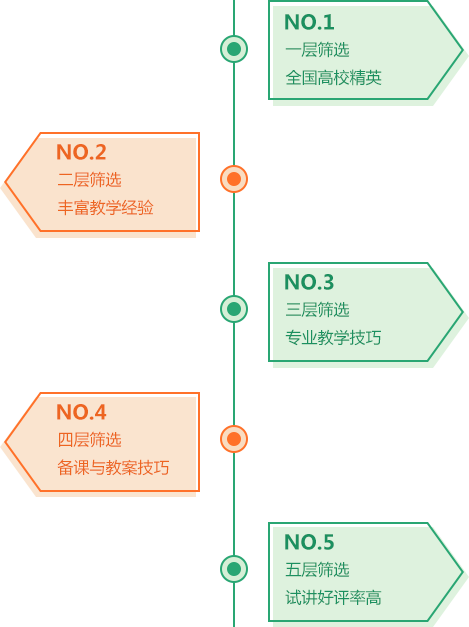 NO.1
一层筛选
全国高校精英
NO.2
二层筛选
丰富教学经验
NO.3
三层筛选
专业教学技巧
NO.4
四层筛选
备课与教案技巧
NO.5
五层筛选
试讲好评率高